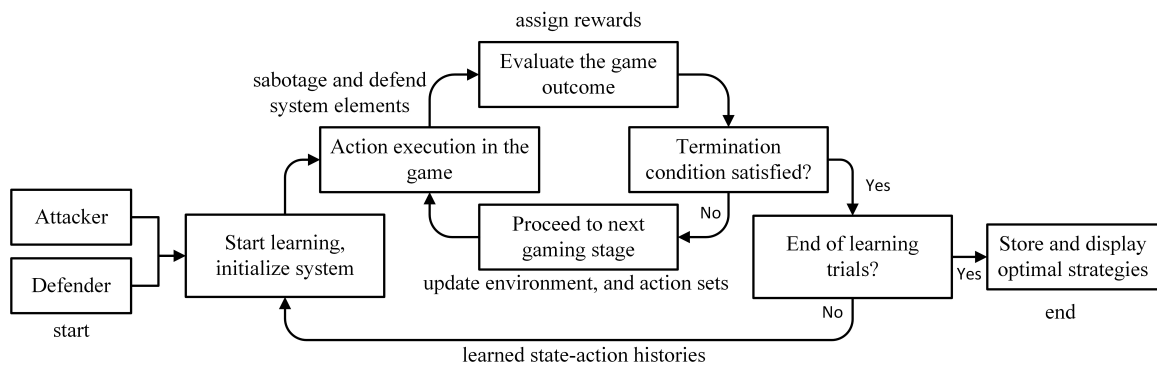 assign rewards
Evaluate the game
outcome
sabotage and defend
system elements
Action execution in the
game
Termination
condition satisfied?
Yes
No
Attacker
Defender
start
Start learning,
initialize system
Proceed to next
gaming stage
update environment, and action sets
End of learning
trials?
Yes
No
Store and display
optimal strategies
end
learned state-action histories